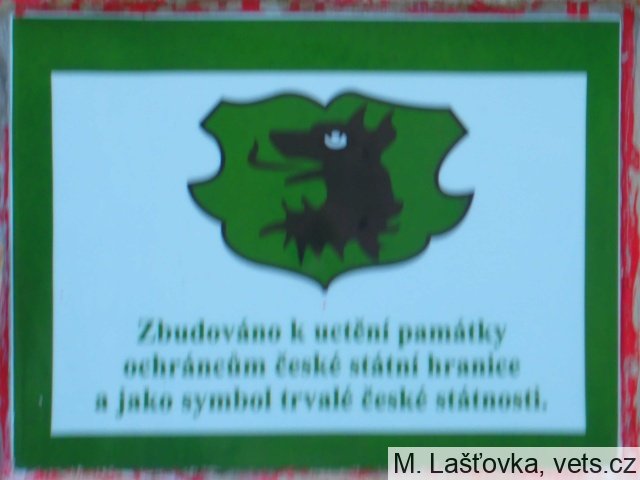 Zbudováno k uctění památky
ochráncům české státní hranice
a jako symbol trvalé české státnosti.
M. Lašťovka, vets.cz